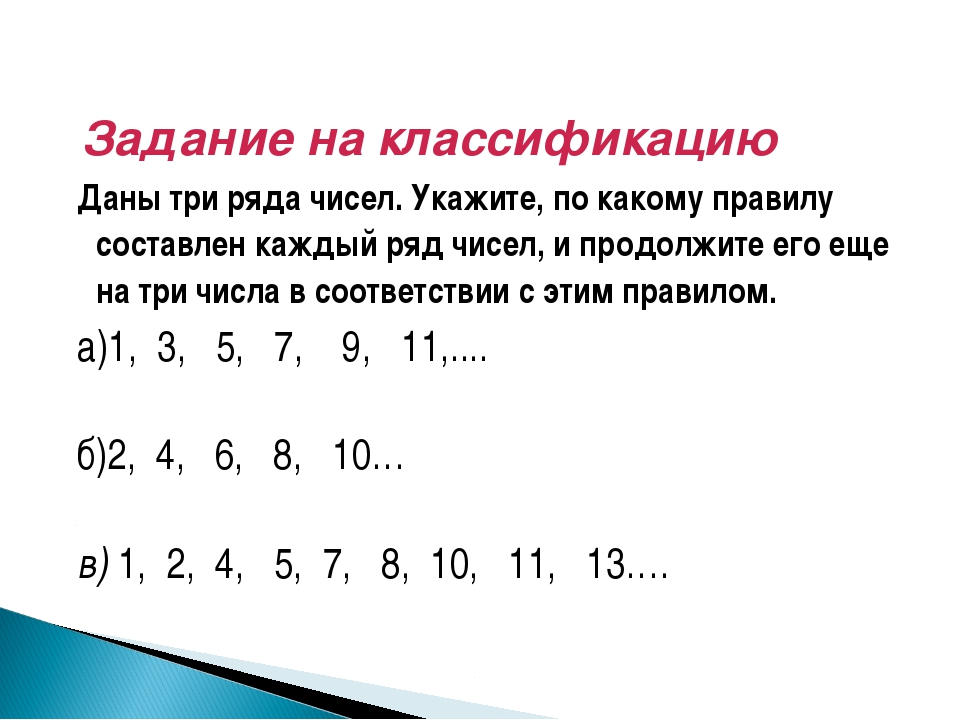 Задание на классификацию
Даны три ряда чисел. Укажите, по какому правилу
составлен каждый ряд чисел, и продолжите его еще
на три числа в соответствии с этим правилом.
а)1, 3, 5, 7, 9, 11,....
б)2, 4, 6, 8, 10…
в) 1, 2, 4, 5, 7, 8, 10, 11, 13….